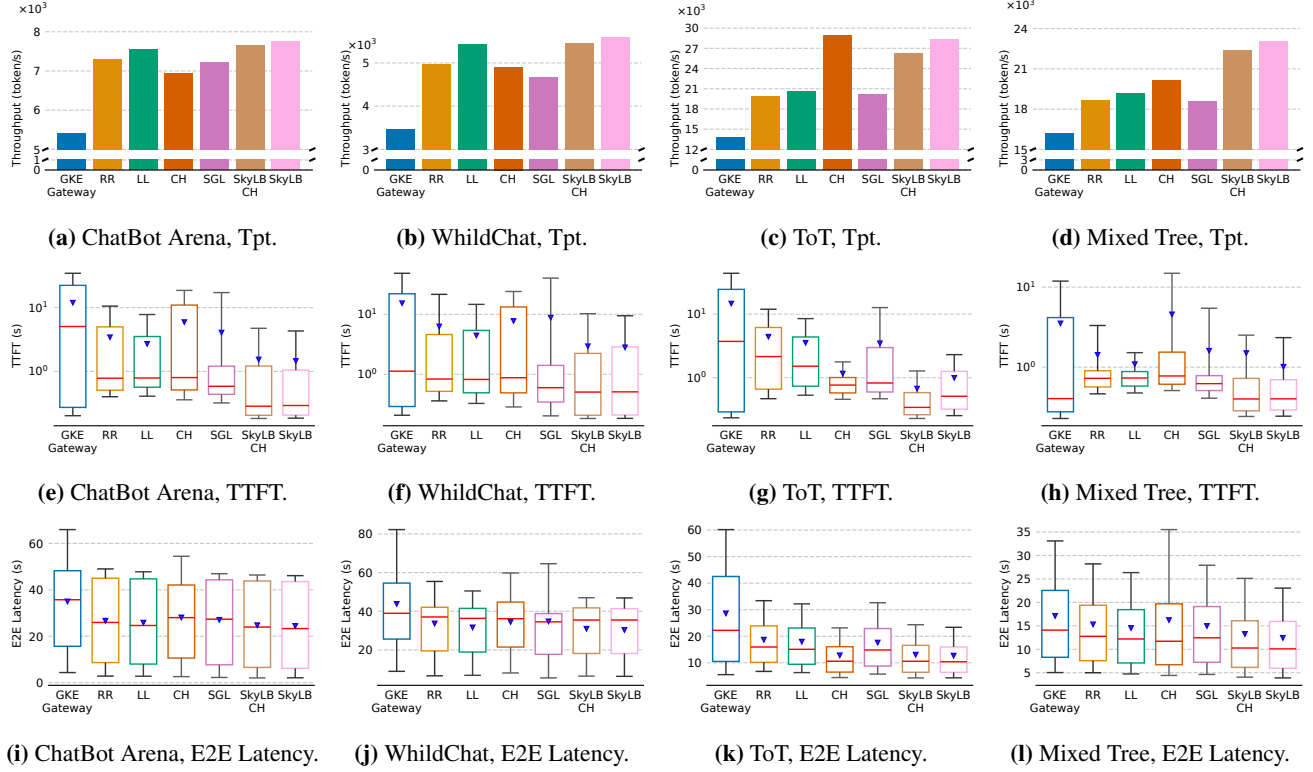 ×10³
Throughput (token/s)
8
7
6
5
1
0
GKE Gateway RR LL CH SGL SkyLB CH SkyLB
(a) ChatBot Arena, Tpt.
×10³
Throughput (token/s)
5
4
3
0
GKE Gateway RR LL CH SGL SkyLB CH SkyLB
(b) WhildChat, Tpt.
×10³
Throughput (token/s)
30
27
24
21
18
15
12
0
GKE Gateway RR LL CH SGL SkyLB CH SkyLB
(c) ToT, Tpt.
×10³
Throughput (token/s)
24
21
18
15
3
0
GKE Gateway RR LL CH SGL SkyLB CH SkyLB
(d) Mixed Tree, Tpt.
TTFT (s)
10¹
10⁰
GKE Gateway RR LL CH SGL SkyLB CH SkyLB
(e) ChatBot Arena, TTFT.
TTFT (s)
10¹
10⁰
GKE Gateway RR LL CH SGL SkyLB CH SkyLB
(f) WhildChat, TTFT.
TTFT (s)
10¹
10⁰
GKE Gateway RR LL CH SGL SkyLB CH SkyLB
(g) ToT, TTFT.
TTFT (s)
10¹
10⁰
GKE Gateway RR LL CH SGL SkyLB CH SkyLB
(h) Mixed Tree, TTFT.
E2E Latency (s)
60
40
20
0
GKE Gateway RR LL CH SGL SkyLB CH SkyLB
(i) ChatBot Arena, E2E Latency.
E2E Latency (s)
80
60
40
20
GKE Gateway RR LL CH SGL SkyLB CH SkyLB
(j) WhildChat, E2E Latency.
E2E Latency (s)
60
50
40
30
20
10
GKE Gateway RR LL CH SGL SkyLB CH SkyLB
(k) ToT, E2E Latency.
E2E Latency (s)
35
30
25
20
15
10
5
GKE Gateway RR LL CH SGL SkyLB CH SkyLB
(l) Mixed Tree, E2E Latency.